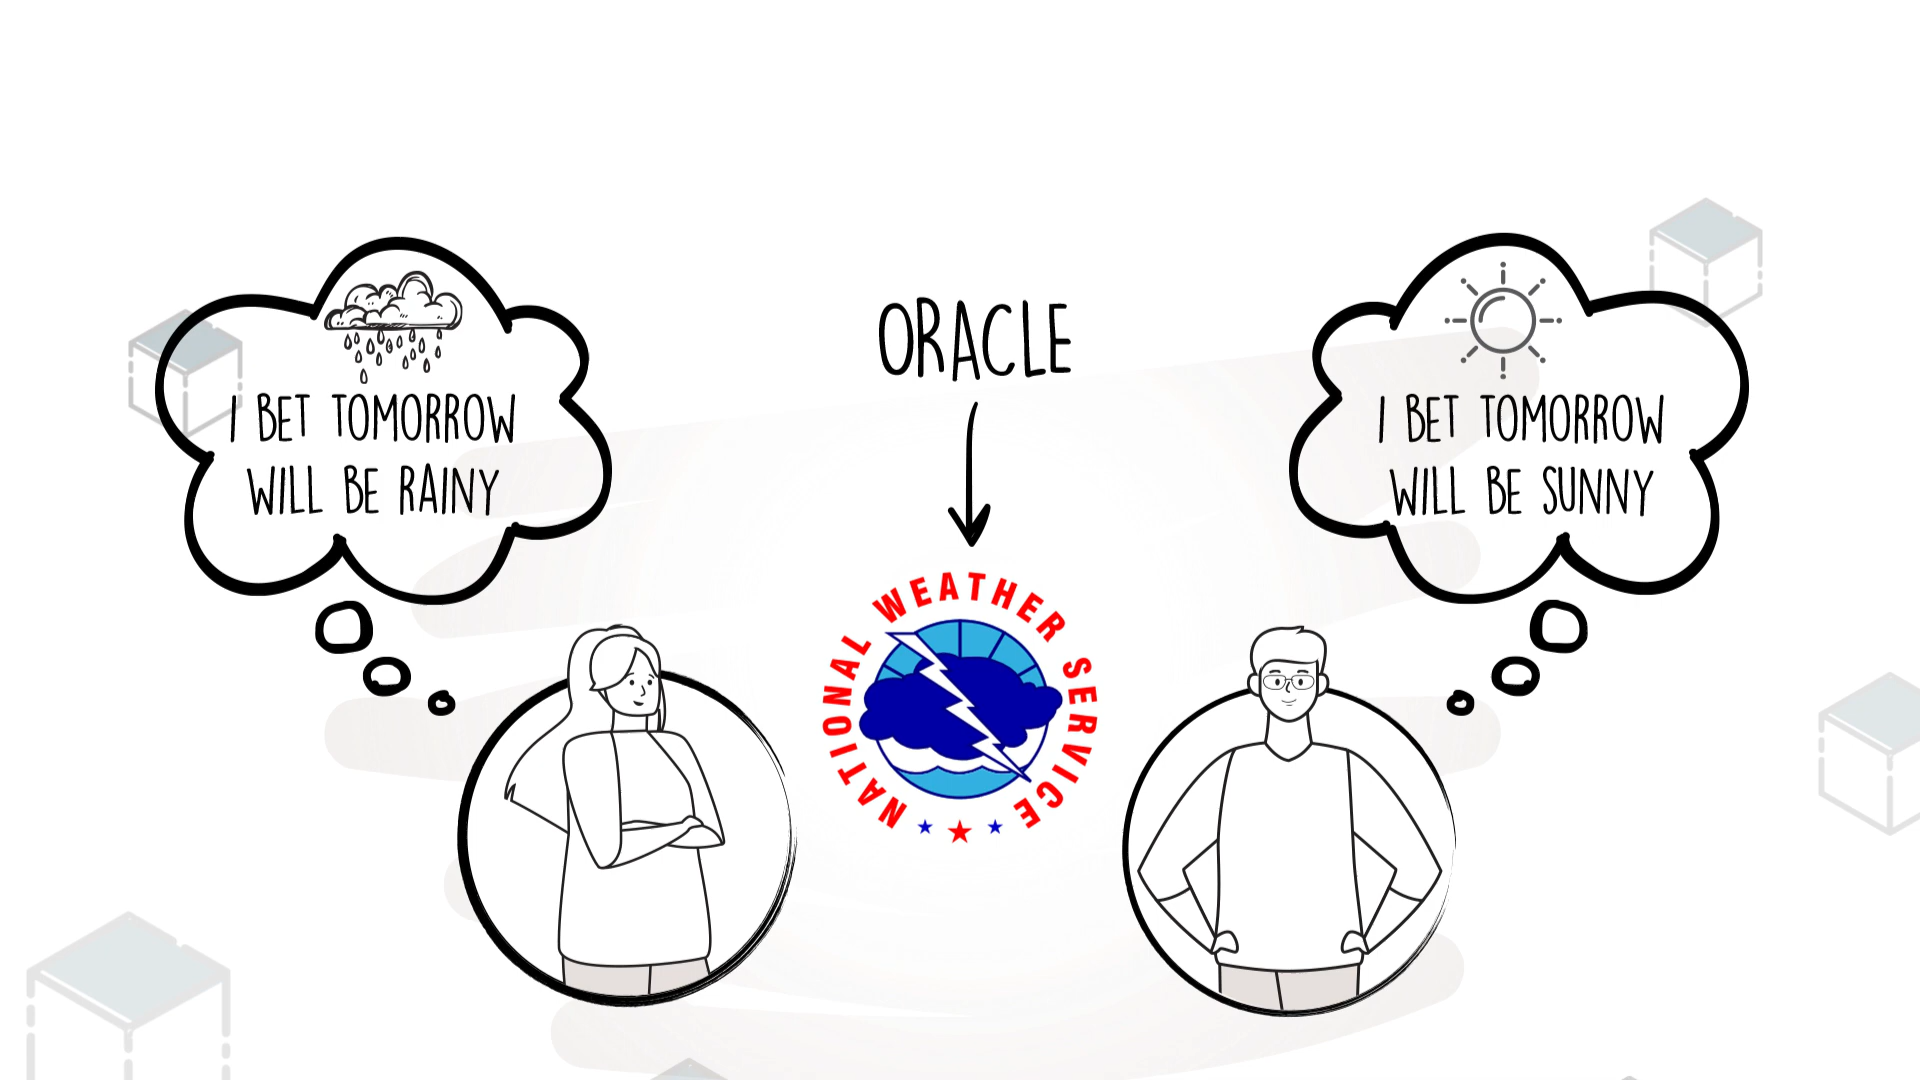 I BET TOMORROW
WILL BE RAINY
ORACLE
I BET TOMORROW
WILL BE SUNNY
NATIONAL WEATHER SERVICE